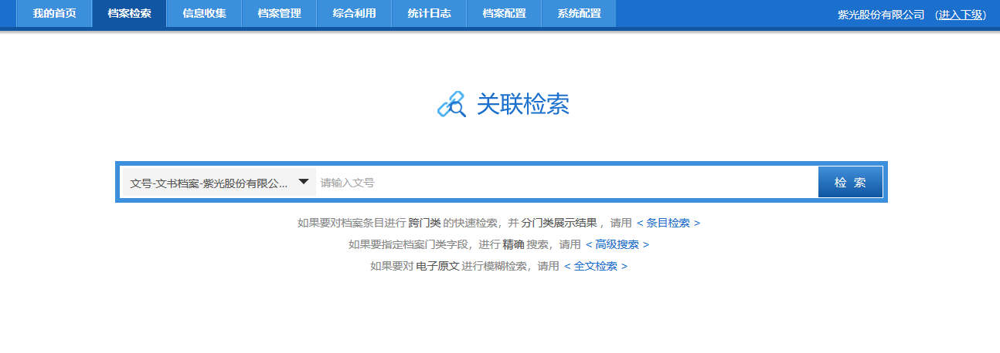 我的首页 档案检索 信息收集 档案管理 综合利用 统计日志 档案配置 系统配置 紫光股份有限公司 (进入下级)
关联检索
文号-文书档案-紫光股份有限公... 请输入文号 检 索
如果要对档案条目进行 跨门类 的快速检索，并 分门类展示结果 ，请用 < 条目检索 >
如果要指定档案门类字段，进行 精确 搜索，请用 < 高级搜索 >
如果要对 电子原文 进行模糊检索，请用 < 全文检索 >